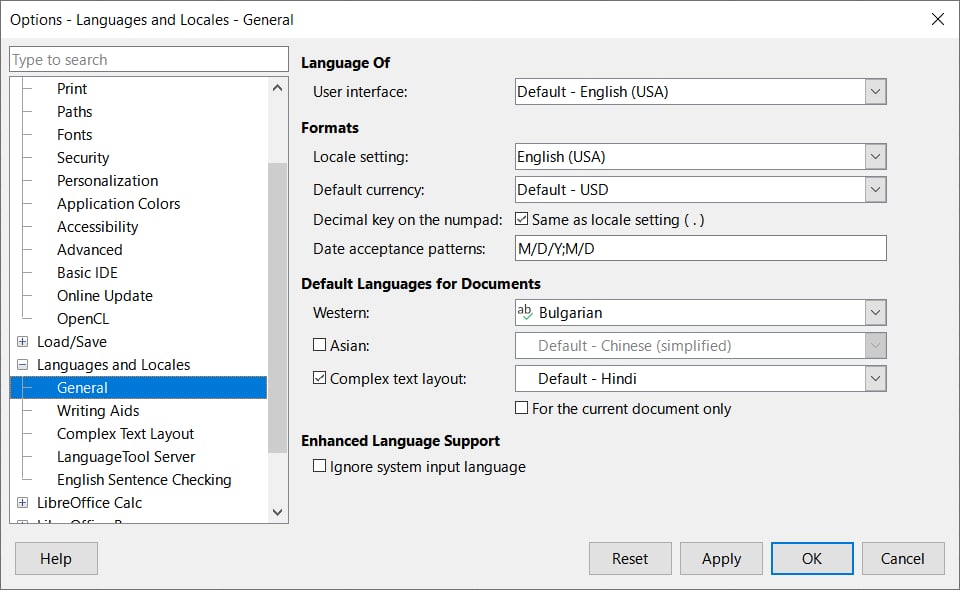 Options - Languages and Locales - General
Type to search
Print
Paths
Fonts
Security
Personalization
Application Colors
Accessibility
Advanced
Basic IDE
Online Update
OpenCL
Load/Save
Languages and Locales
General
Writing Aids
Complex Text Layout
LanguageTool Server
English Sentence Checking
LibreOffice Calc
Language Of
User interface: Default - English (USA)
Formats
Locale setting: English (USA)
Default currency: Default - USD
Decimal key on the numpad: Same as locale setting ( . )
Date acceptance patterns: M/D/Y;M/D
Default Languages for Documents
Western: Bulgarian
Asian: Default - Chinese (simplified)
Complex text layout: Default - Hindi
For the current document only
Enhanced Language Support
Ignore system input language
Help Reset Apply OK Cancel